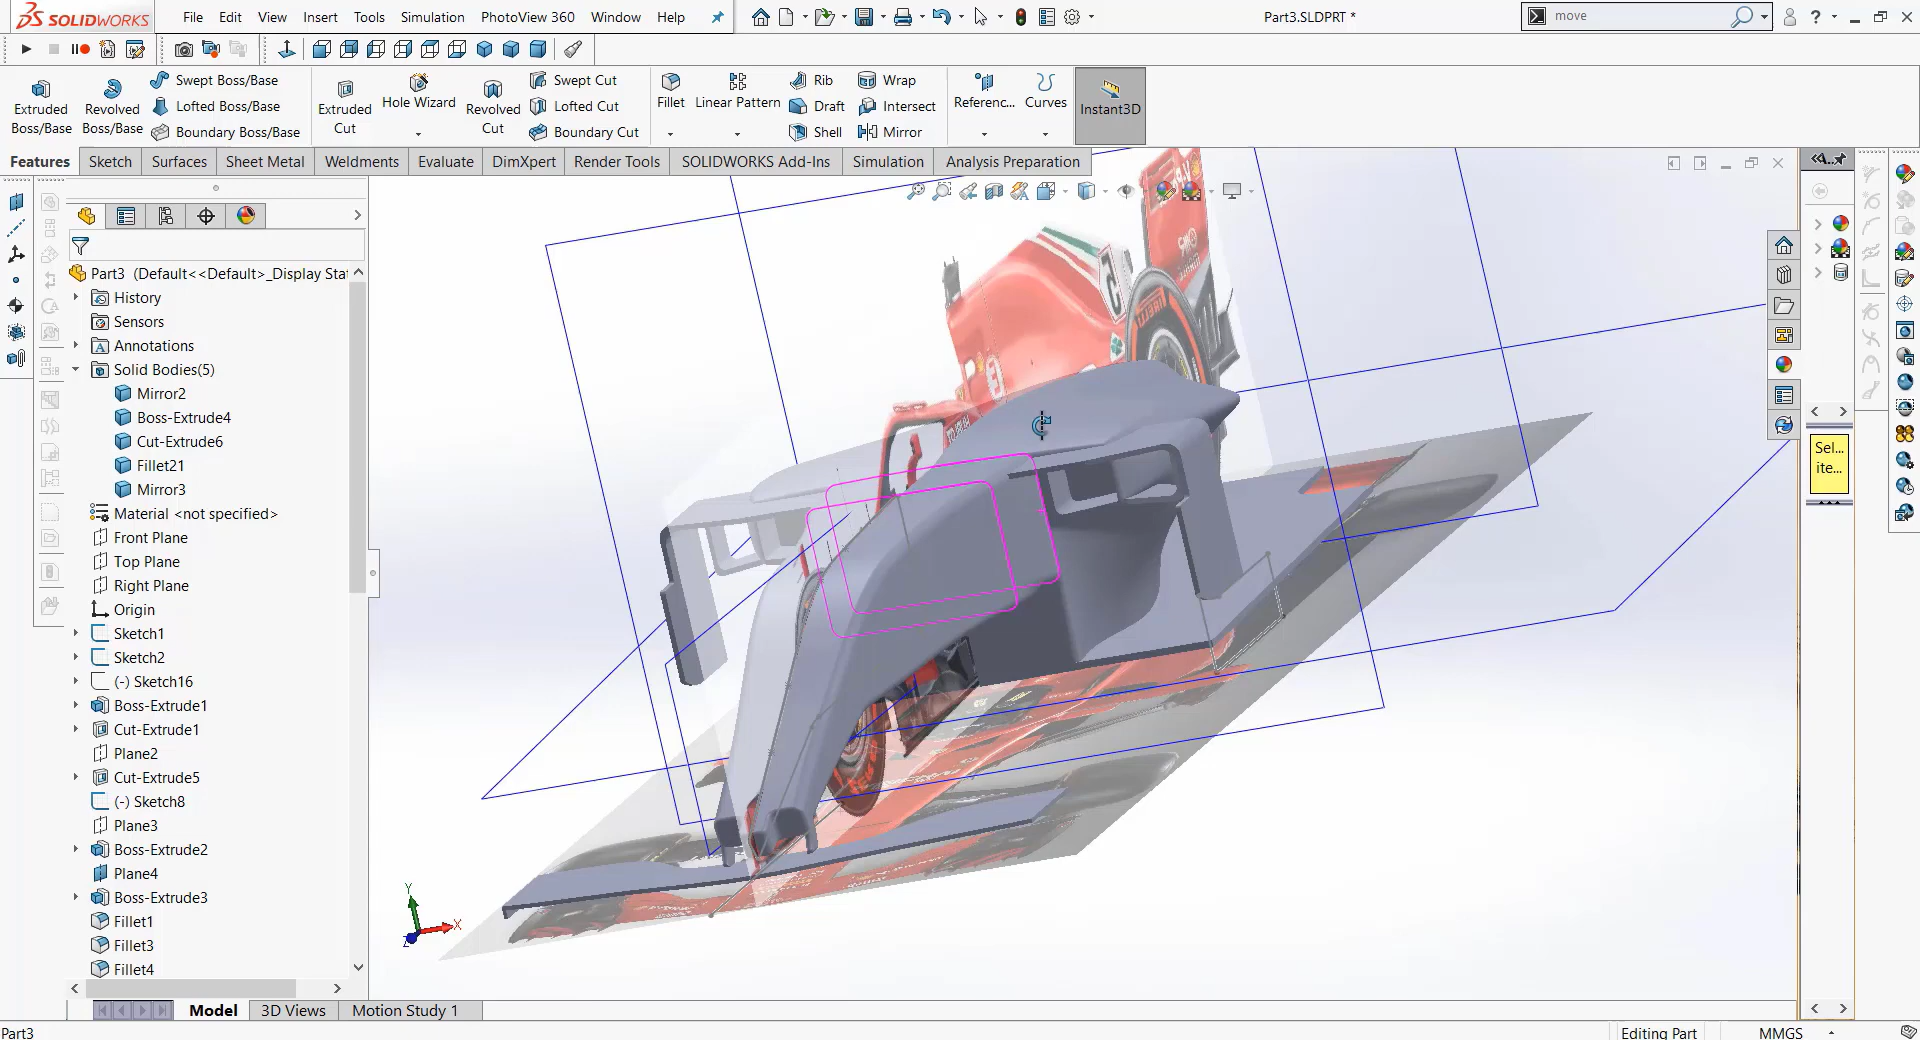 SOLIDWORKS
File Edit View Insert Tools Simulation PhotoView 360 Window Help
Part3.SLDPRT *
move
Extruded Boss/Base
Revolved Boss/Base
Swept Boss/Base
Lofted Boss/Base
Boundary Boss/Base
Extruded Cut
Hole Wizard
Revolved Cut
Swept Cut
Lofted Cut
Boundary Cut
Fillet
Linear Pattern
Rib
Draft
Shell
Wrap
Intersect
Mirror
Referenc...
Curves
Instant3D
Features Sketch Surfaces Sheet Metal Weldments Evaluate DimXpert Render Tools SOLIDWORKS Add-Ins Simulation Analysis Preparation
Part3 (Default<<Default>_Display Sta
History
Sensors
Annotations
Solid Bodies(5)
Mirror2
Boss-Extrude4
Cut-Extrude6
Fillet21
Mirror3
Material <not specified>
Front Plane
Top Plane
Right Plane
Origin
Sketch1
Sketch2
(-) Sketch16
Boss-Extrude1
Cut-Extrude1
Plane2
Cut-Extrude5
(-) Sketch8
Plane3
Boss-Extrude2
Plane4
Boss-Extrude3
Fillet1
Fillet3
Fillet4
A...
Sel...
ite...
5
PIRELLI
Y
X
Z
Model 3D Views Motion Study 1
Part3
Editing Part
MMGS